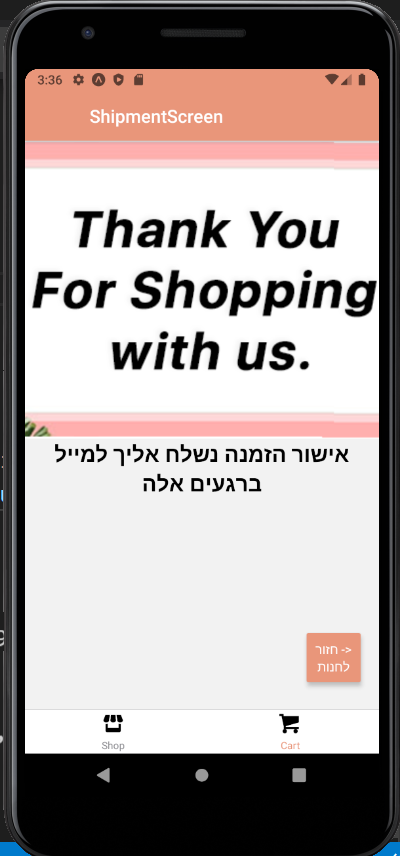 3:36
ShipmentScreen
Thank You
For Shopping
with us.
אישור הזמנה נשלח אליך למייל
ברגעים אלה
<- חזור
לחנות
Shop
Cart